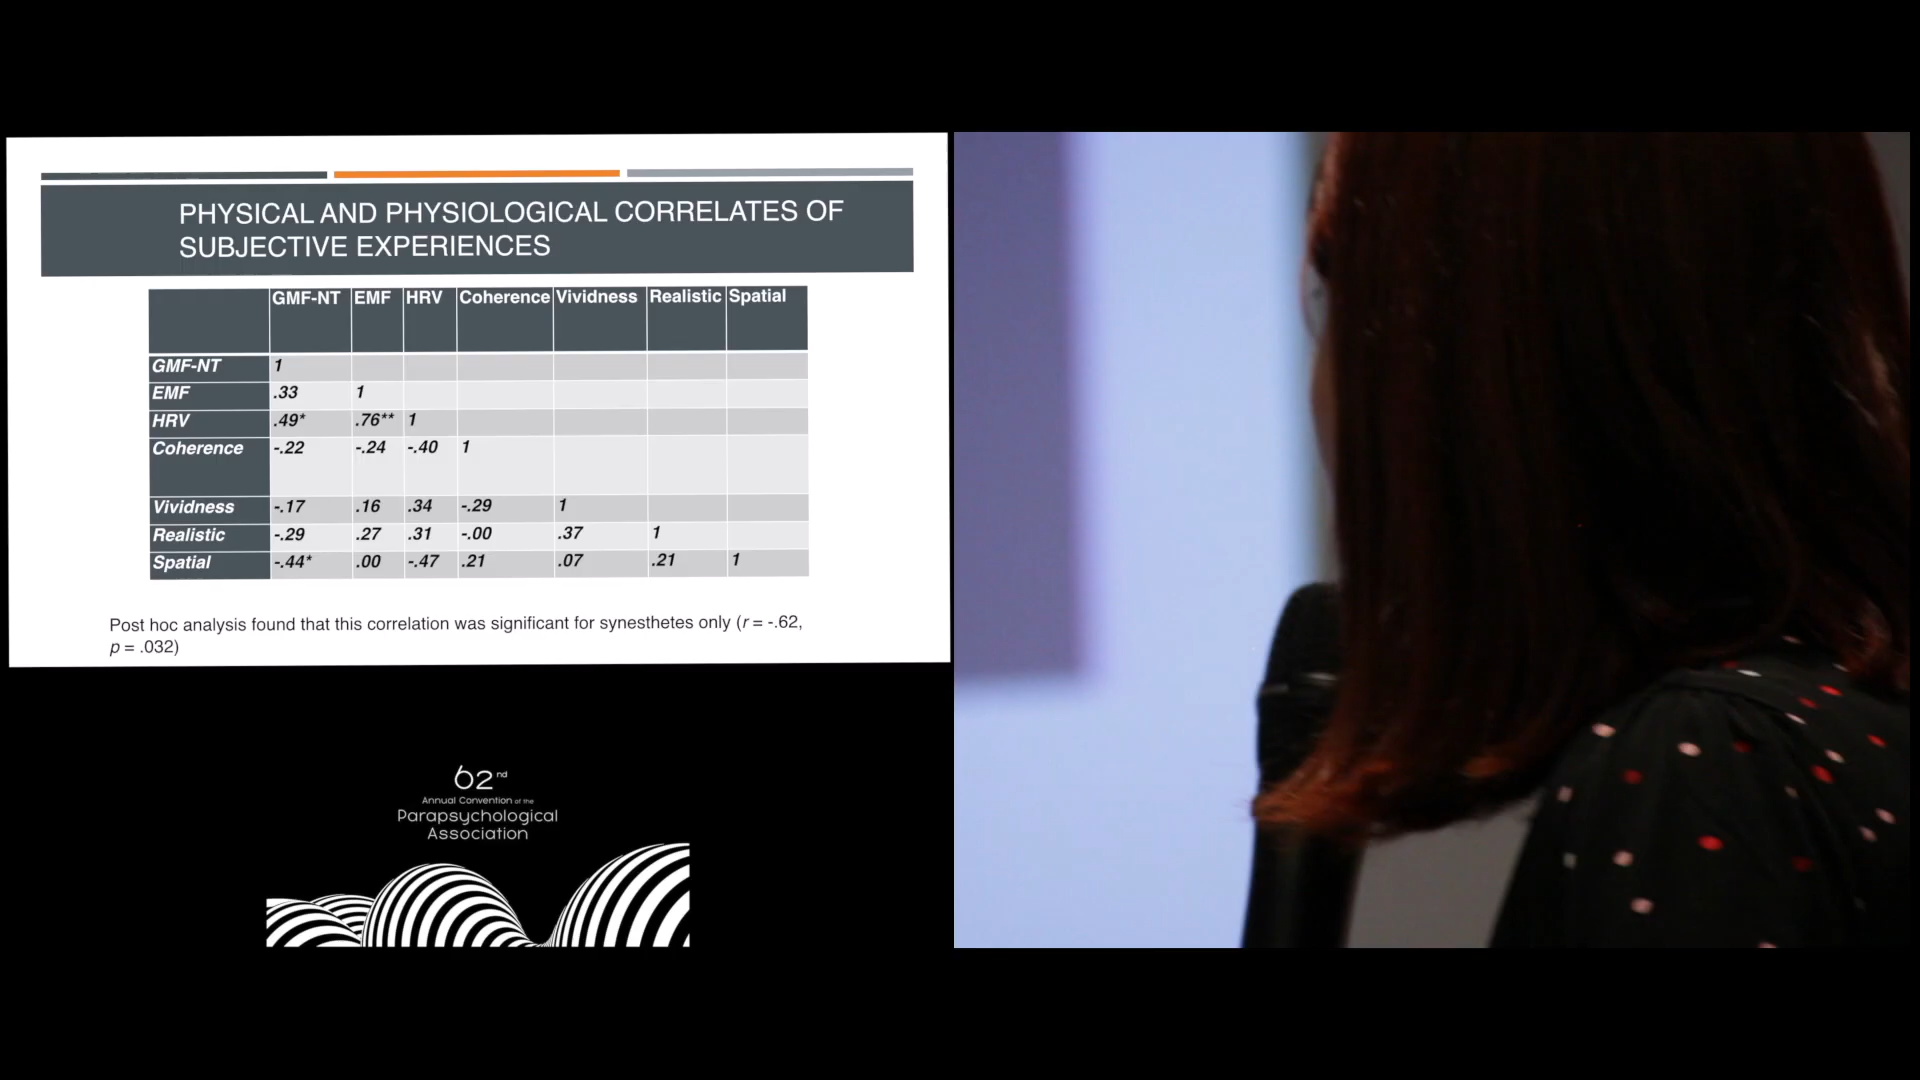 PHYSICAL AND PHYSIOLOGICAL CORRELATES OF
SUBJECTIVE EXPERIENCES
GMF-NT EMF HRV Coherence Vividness Realistic Spatial
GMF-NT 1
EMF .33 1
HRV .49* .76** 1
Coherence -.22 -.24 -.40 1
Vividness -.17 .16 .34 -.29 1
Realistic -.29 .27 .31 -.00 .37 1
Spatial -.44* .00 -.47 .21 .07 .21 1
Post hoc analysis found that this correlation was significant for synesthetes only (r = -.62,
p = .032)
62nd
Annual Convention of the
Parapsychological
Association